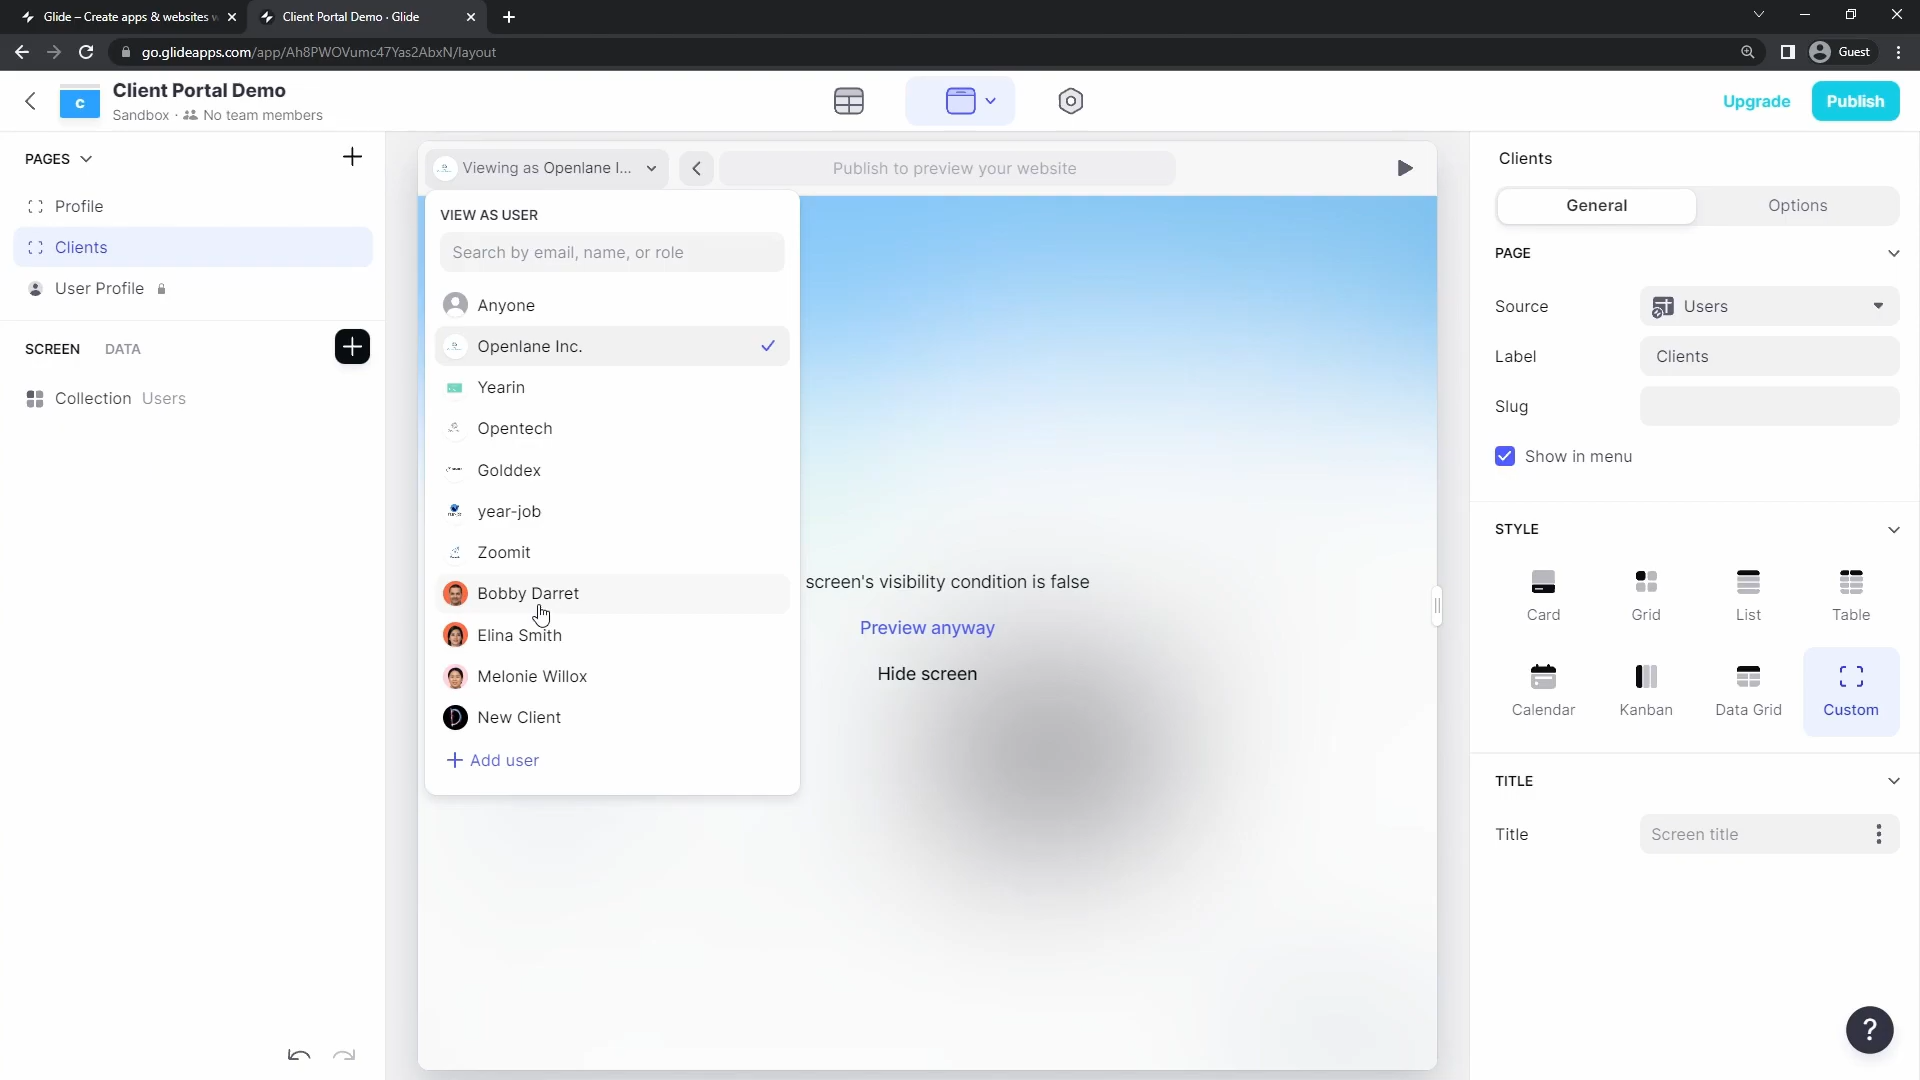 Glide – Create apps & websites w
Client Portal Demo · Glide
go.glideapps.com/app/Ah8PWOVumc47Yas2AbxN/layout
Guest
C
Client Portal Demo
Sandbox · No team members
Upgrade
Publish
PAGES
Profile
Clients
User Profile
SCREEN
DATA
Collection Users
Viewing as Openlane I...
Publish to preview your website
VIEW AS USER
Search by email, name, or role
Anyone
Openlane Inc.
Yearin
Opentech
Golddex
year-job
Zoomit
Bobby Darret
Elina Smith
Melonie Willox
New Client
Add user
screen's visibility condition is false
Preview anyway
Hide screen
Clients
General
Options
PAGE
Source
Users
Label
Clients
Slug
Show in menu
STYLE
Card
Grid
List
Table
Calendar
Kanban
Data Grid
Custom
TITLE
Title
Screen title
?